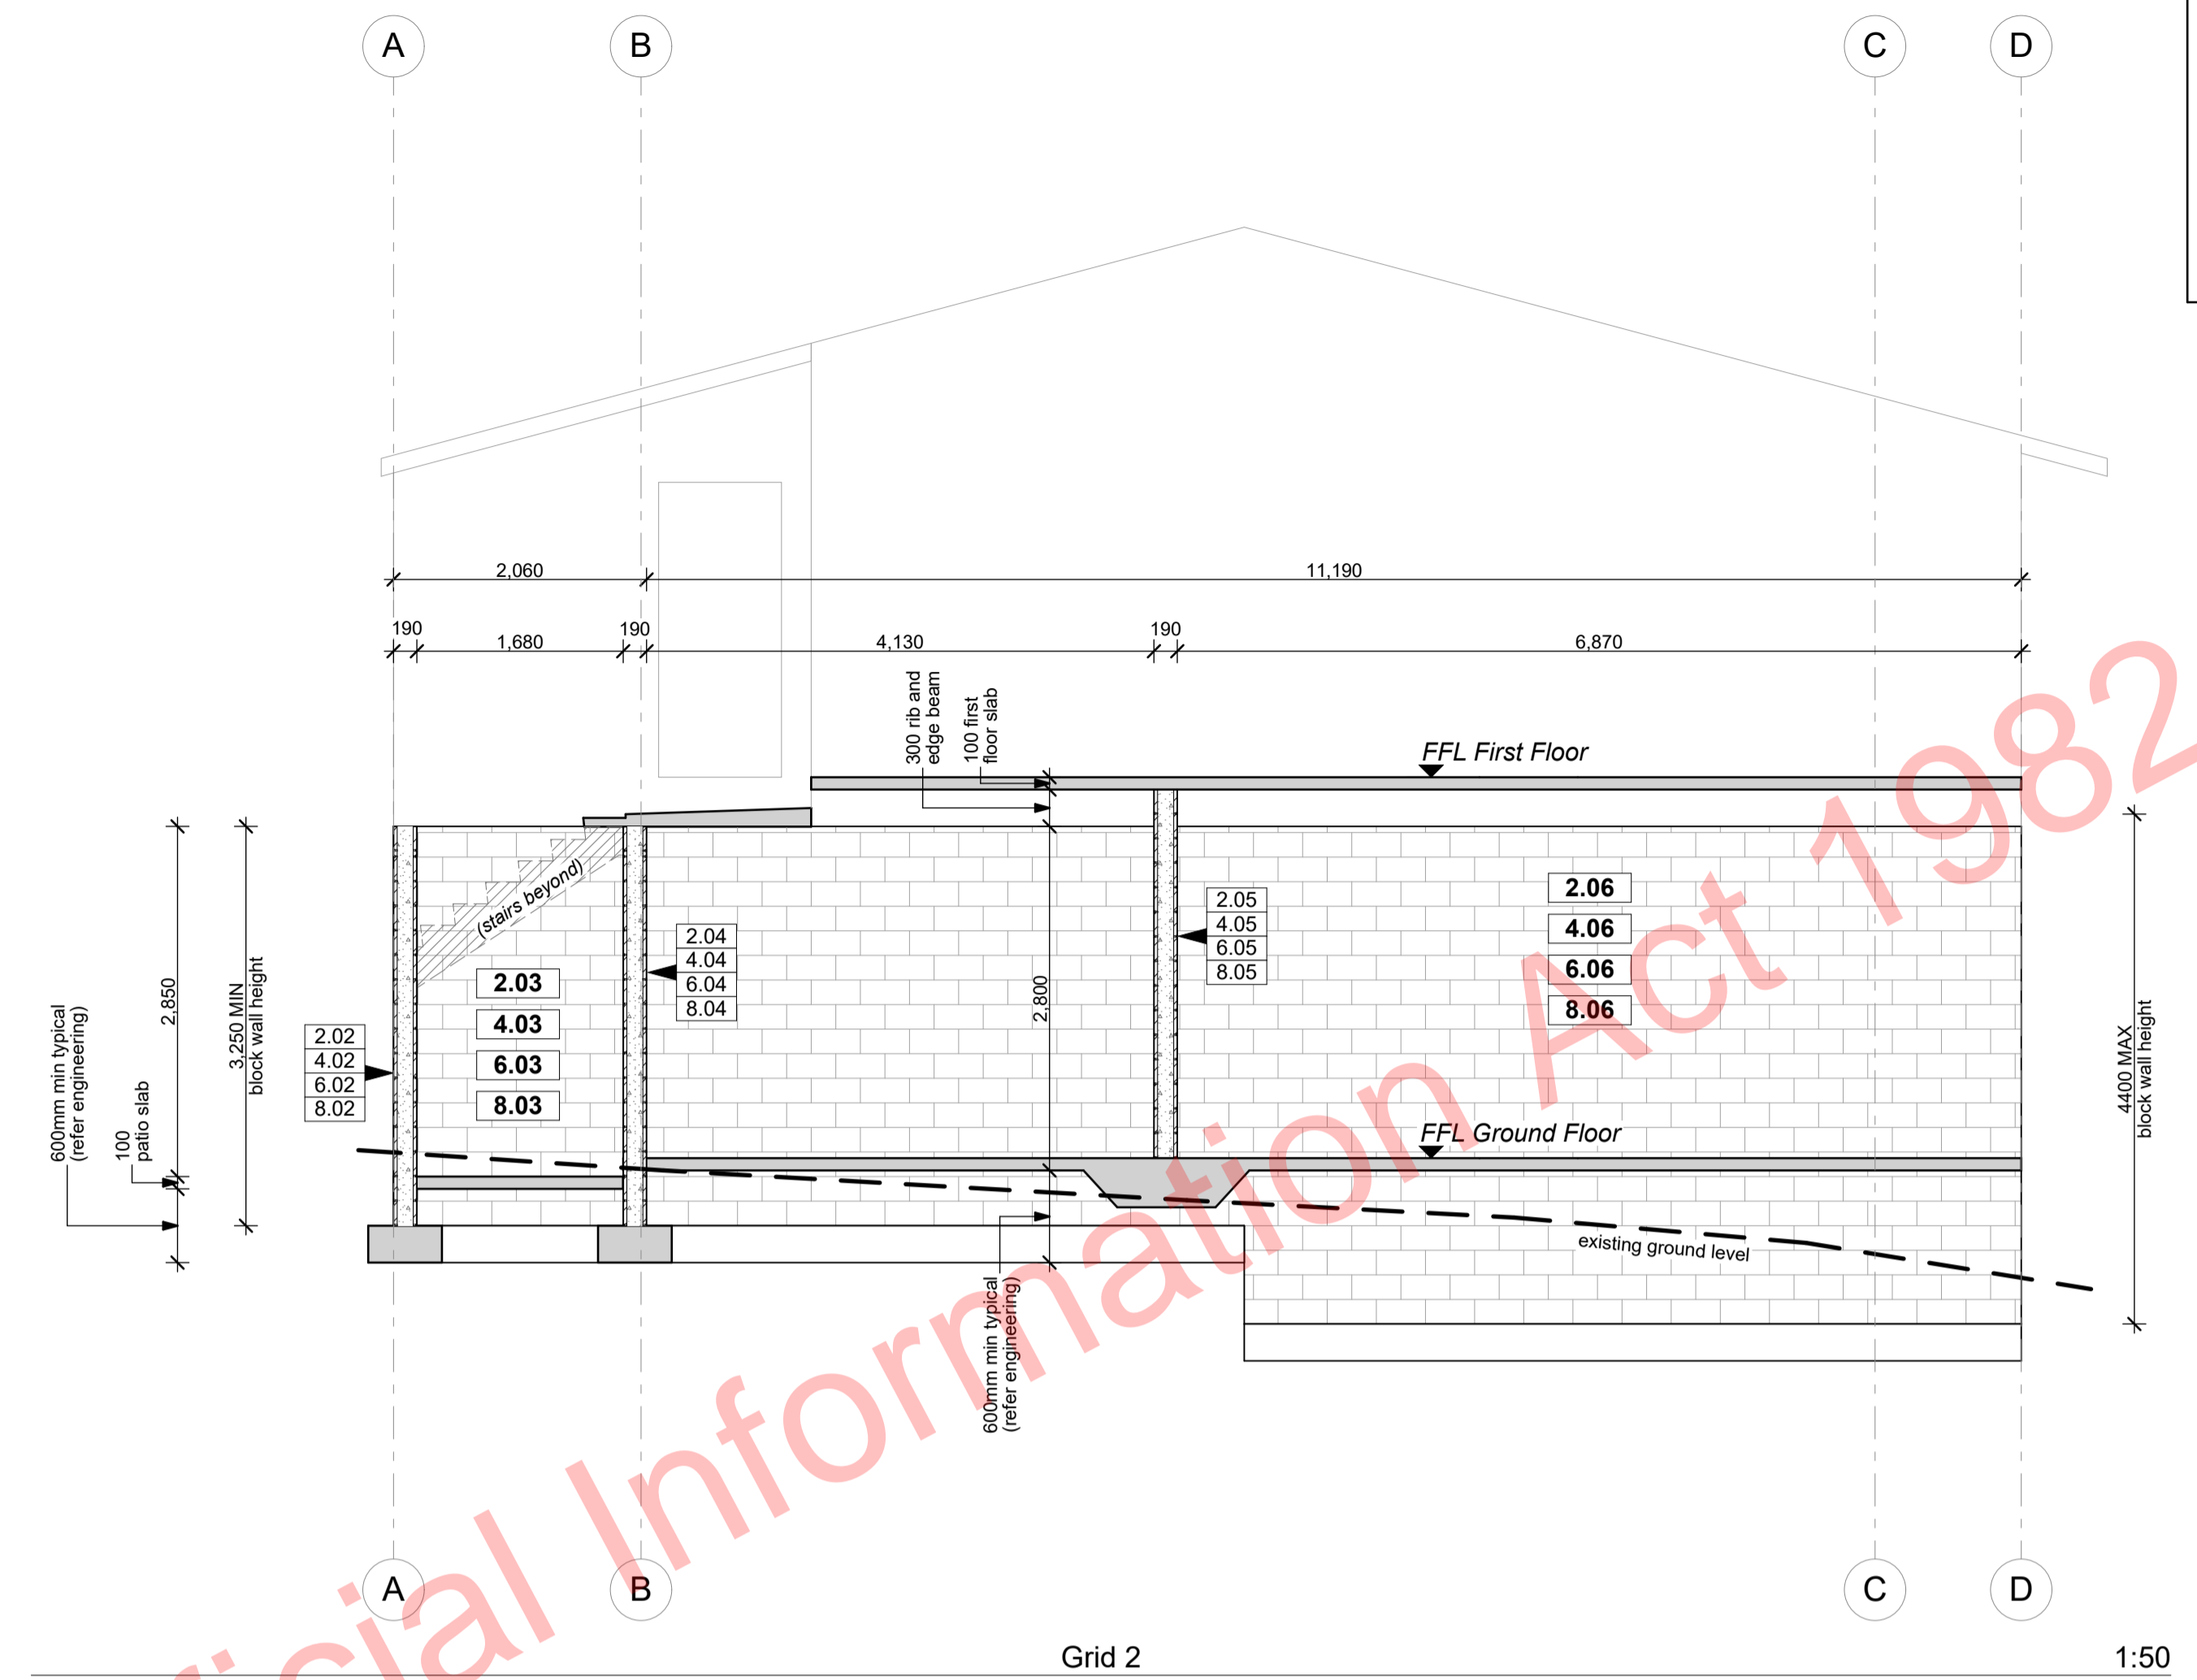 A
B
C
D
2,060
11,190
190
1,680
190
4,130
190
6,870
300 rib and
edge beam
100 first
floor slab
FFL First Floor
(stairs beyond)
2.03
4.03
6.03
8.03
2.04
4.04
6.04
8.04
2.05
4.05
6.05
8.05
2.06
4.06
6.06
8.06
2.02
4.02
6.02
8.02
600mm min typical
(refer engineering)
100
patio slab
2,850
3,250 MIN
block wall height
2,800
4400 MAX
block wall height
FFL Ground Floor
existing ground level
600mm min typical
(refer engineering)
A
B
C
D
Grid 2
1:50
icial Information Act 1982